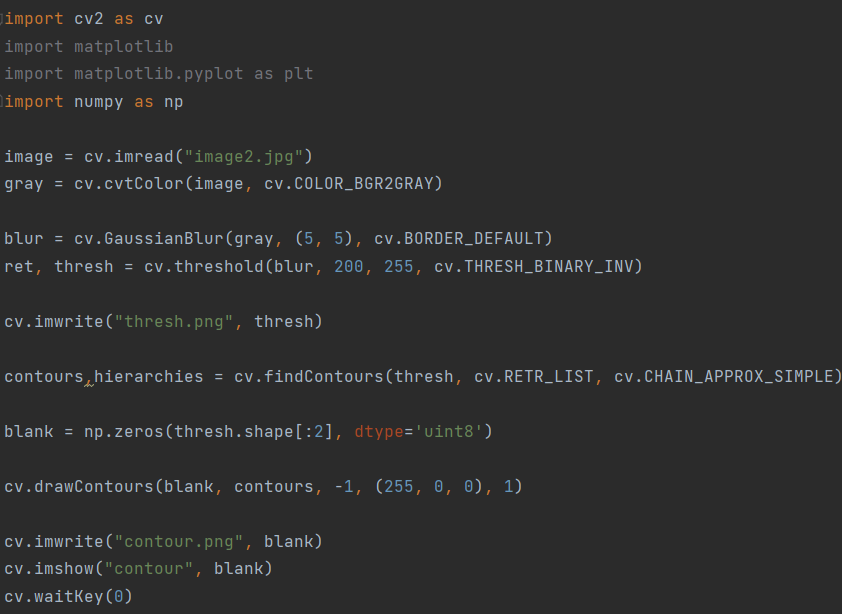 import cv2 as cv
import matplotlib
import matplotlib.pyplot as plt
import numpy as np
image = cv.imread("image2.jpg")
gray = cv.cvtColor(image, cv.COLOR_BGR2GRAY)
blur = cv.GaussianBlur(gray, (5, 5), cv.BORDER_DEFAULT)
ret, thresh = cv.threshold(blur, 200, 255, cv.THRESH_BINARY_INV)
cv.imwrite("thresh.png", thresh)
contours,hierarchies = cv.findContours(thresh, cv.RETR_LIST, cv.CHAIN_APPROX_SIMPLE)
blank = np.zeros(thresh.shape[:2], dtype='uint8')
cv.drawContours(blank, contours, -1, (255, 0, 0), 1)
cv.imwrite("contour.png", blank)
cv.imshow("contour", blank)
cv.waitKey(0)